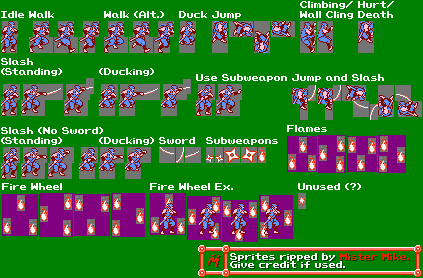 Climbing/ Hurt/
Idle Walk Walk (Alt.) Duck Jump Wall Cling Death
Slash
(Standing) (Ducking) Use Subweapon Jump and Slash
Slash (No Sword) Flames
(Standing) (Ducking) Sword Subweapons
Fire Wheel Fire Wheel Ex. Unused (?)
Sprites ripped by Mister Mike.
Give credit if used.